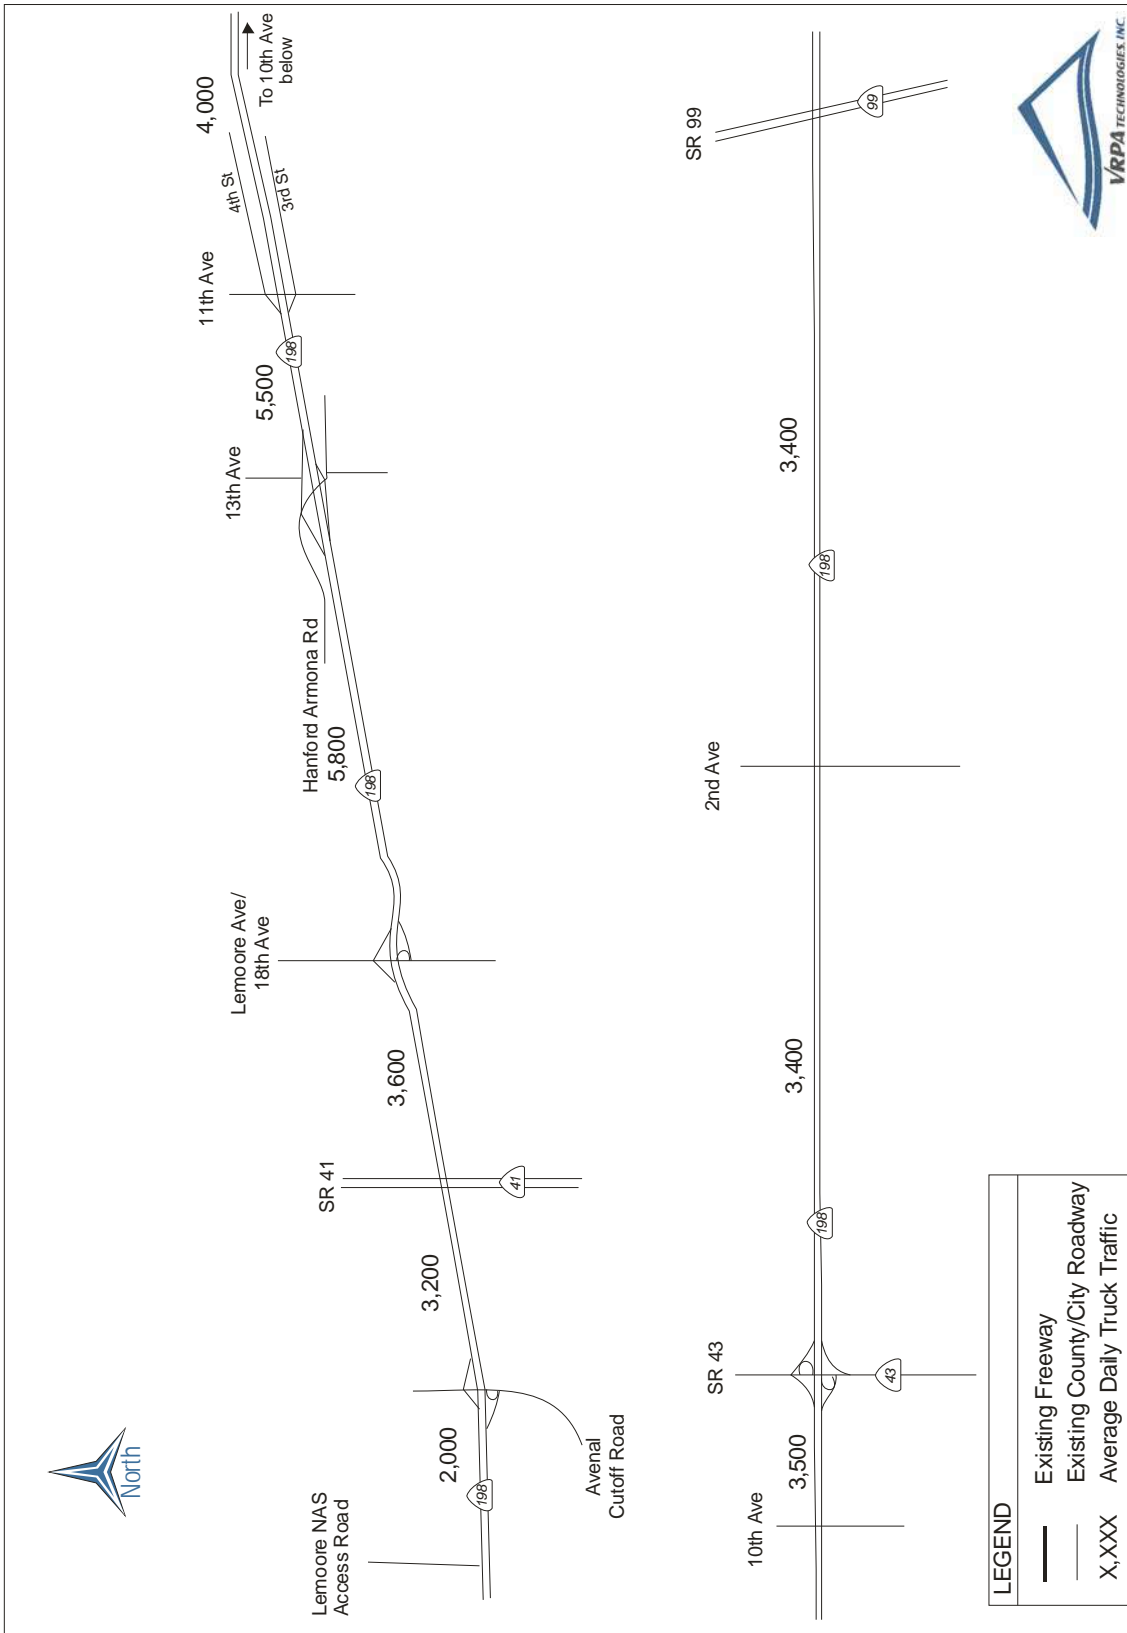 North
Lemoore NAS
Access Road
198
2,000
Avenal
Cutoff Road
3,200
SR 41
41
3,600
Lemoore Ave/
18th Ave
198
5,800
Hanford Armona Rd
13th Ave
5,500
198
11th Ave
4th St
3rd St
4,000
To 10th Ave
below
10th Ave
3,500
SR 43
43
198
3,400
2nd Ave
198
3,400
SR 99
99
LEGEND
Existing Freeway
Existing County/City Roadway
X,XXX Average Daily Truck Traffic
VRPA TECHNOLOGIES, INC.